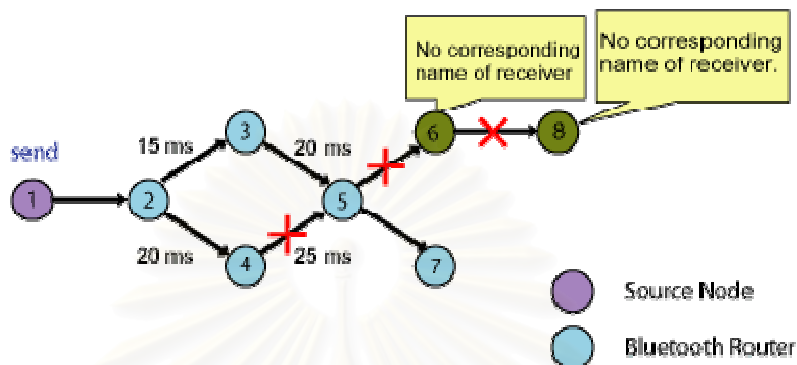 No corresponding
name of receiver
No corresponding
name of receiver.
send
15 ms
20 ms
20 ms
25 ms
1
2
3
4
5
6
7
8
Source Node
Bluetooth Router